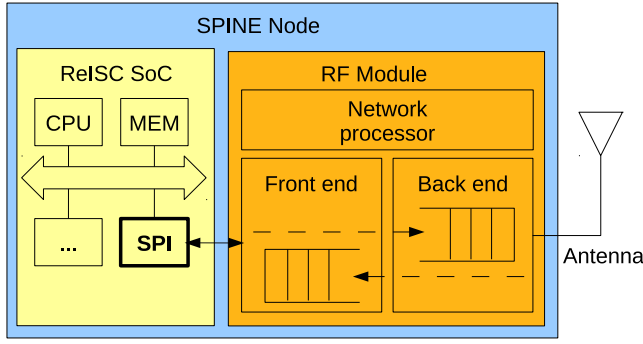 SPINE Node
ReISC SoC
RF Module
CPU
MEM
Network
processor
Front end
Back end
...
SPI
Antenna